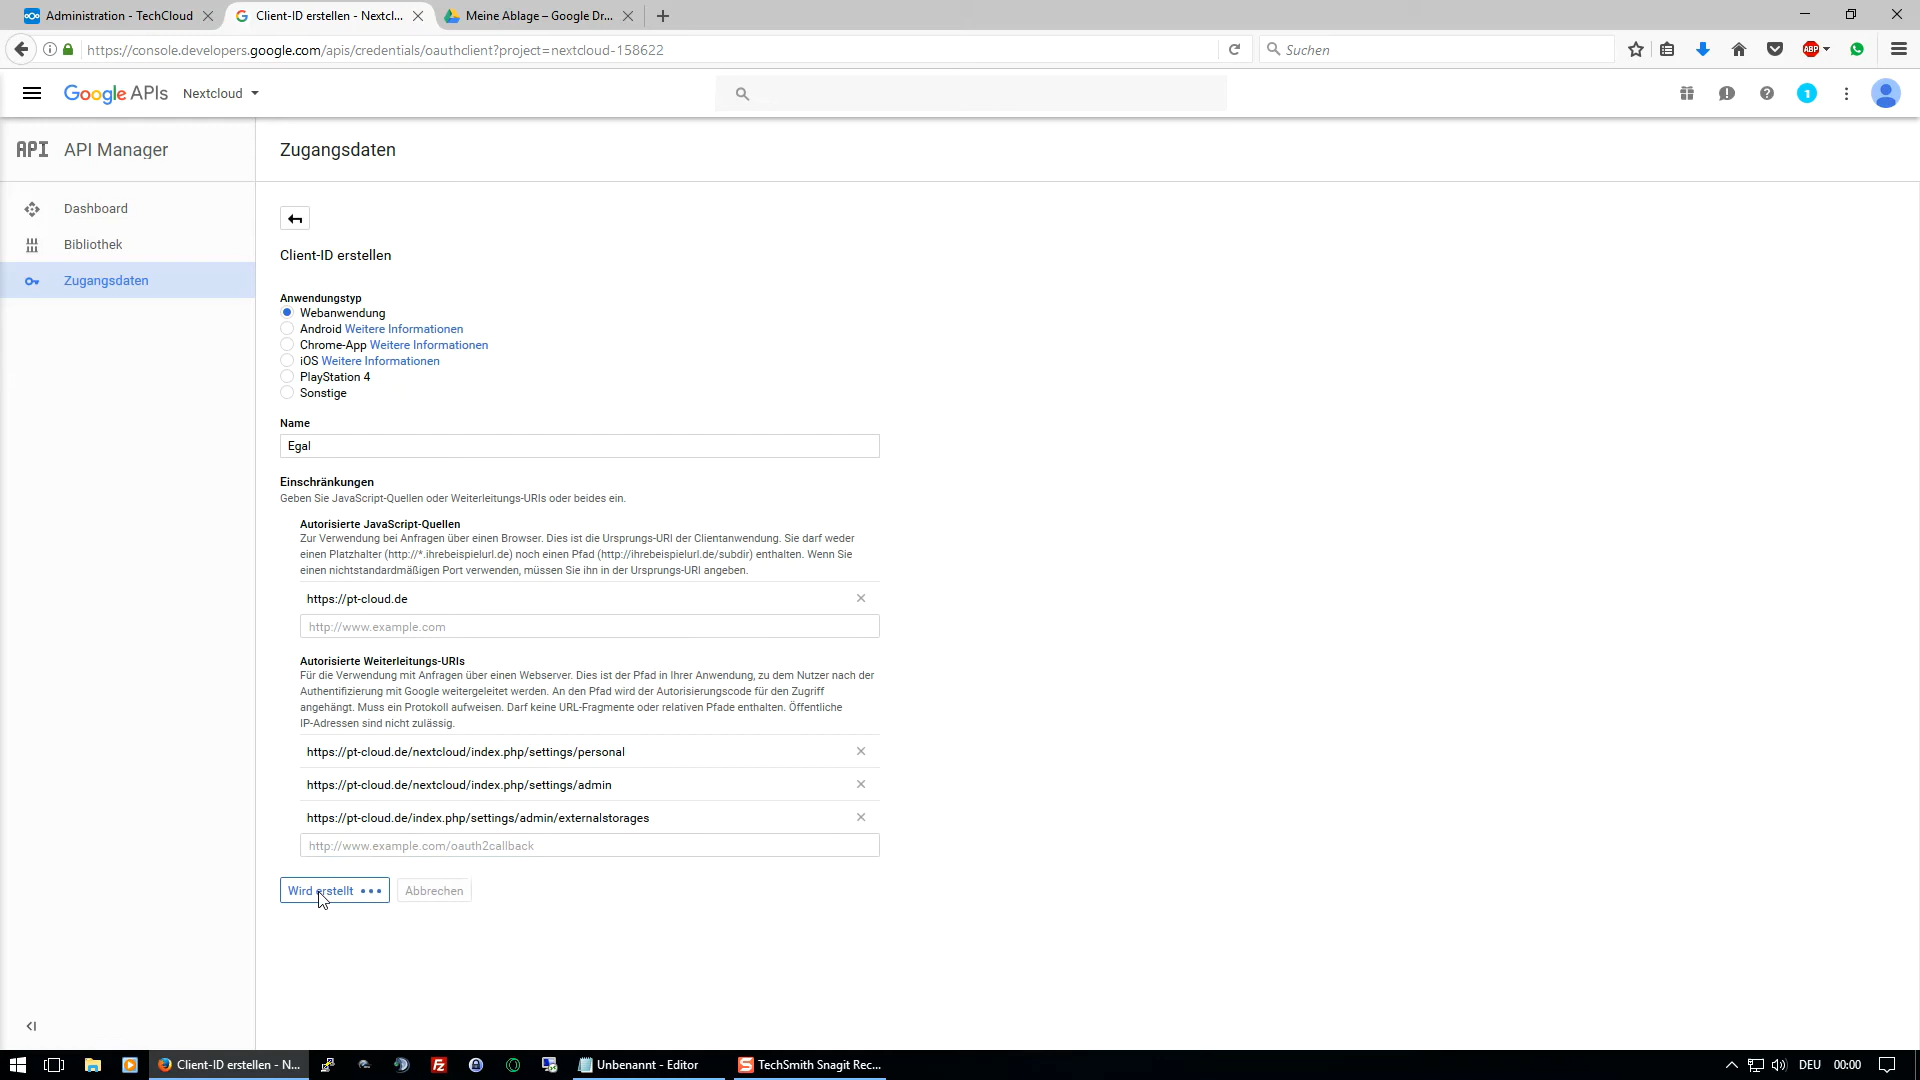 Administration - TechCloud
Client-ID erstellen - Nextcl...
Meine Ablage – Google Dr...
https://console.developers.google.com/apis/credentials/oauthclient?project=nextcloud-158622
Suchen
ABP
Google APIs
Nextcloud
1
API
API Manager
Zugangsdaten
Dashboard
Bibliothek
Zugangsdaten
Client-ID erstellen
Anwendungstyp
Webanwendung
Android Weitere Informationen
Chrome-App Weitere Informationen
iOS Weitere Informationen
PlayStation 4
Sonstige
Name
Egal
Einschränkungen
Geben Sie JavaScript-Quellen oder Weiterleitungs-URIs oder beides ein.
Autorisierte JavaScript-Quellen
Zur Verwendung bei Anfragen über einen Browser. Dies ist die Ursprungs-URI der Clientanwendung. Sie darf weder
einen Platzhalter (http://*.ihrebeispielurl.de) noch einen Pfad (http://ihrebeispielurl.de/subdir) enthalten. Wenn Sie
einen nichtstandardmäßigen Port verwenden, müssen Sie ihn in der Ursprungs-URI angeben.
https://pt-cloud.de
http://www.example.com
Autorisierte Weiterleitungs-URIs
Für die Verwendung mit Anfragen über einen Webserver. Dies ist der Pfad in Ihrer Anwendung, zu dem Nutzer nach der
Authentifizierung mit Google weitergeleitet werden. An den Pfad wird der Autorisierungscode für den Zugriff
angehängt. Muss ein Protokoll aufweisen. Darf keine URL-Fragmente oder relativen Pfade enthalten. Öffentliche
IP-Adressen sind nicht zulässig.
https://pt-cloud.de/nextcloud/index.php/settings/personal
https://pt-cloud.de/nextcloud/index.php/settings/admin
https://pt-cloud.de/index.php/settings/admin/externalstorages
http://www.example.com/oauth2callback
Wird erstellt
Abbrechen
Client-ID erstellen - N...
Unbenannt - Editor
TechSmith Snagit Rec...
DEU
00:00